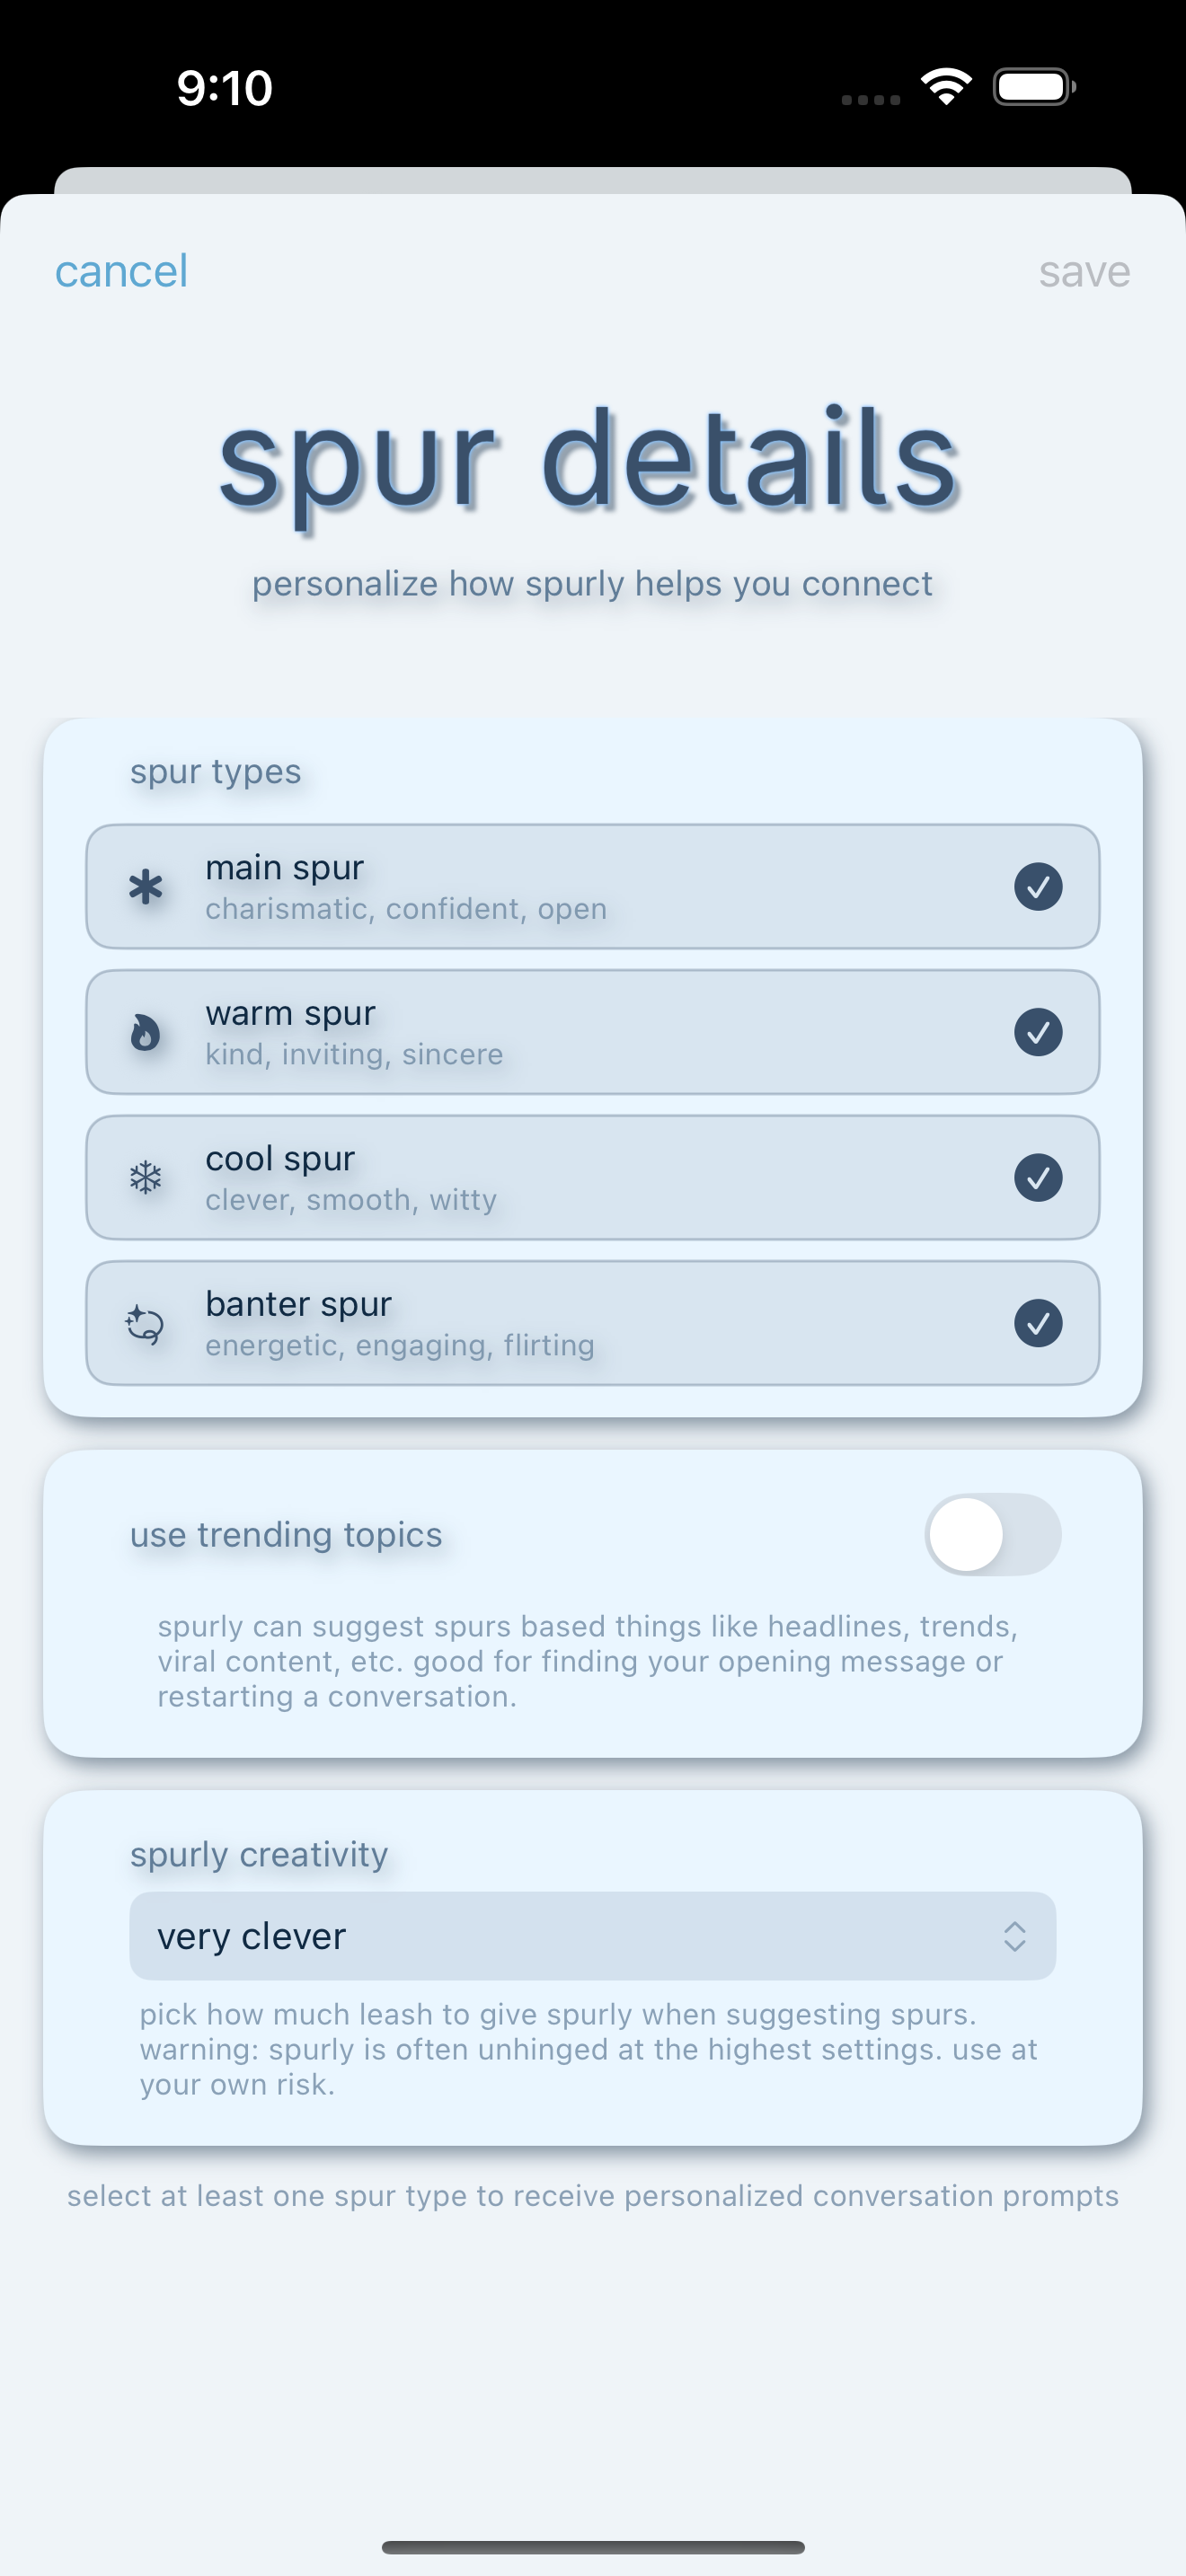 9:10
cancel
save
spur details
personalize how spurly helps you connect
spur types
main spur
charismatic, confident, open
warm spur
kind, inviting, sincere
cool spur
clever, smooth, witty
banter spur
energetic, engaging, flirting
use trending topics
spurly can suggest spurs based things like headlines, trends,
viral content, etc. good for finding your opening message or
restarting a conversation.
spurly creativity
very clever
pick how much leash to give spurly when suggesting spurs.
warning: spurly is often unhinged at the highest settings. use at
your own risk.
select at least one spur type to receive personalized conversation prompts